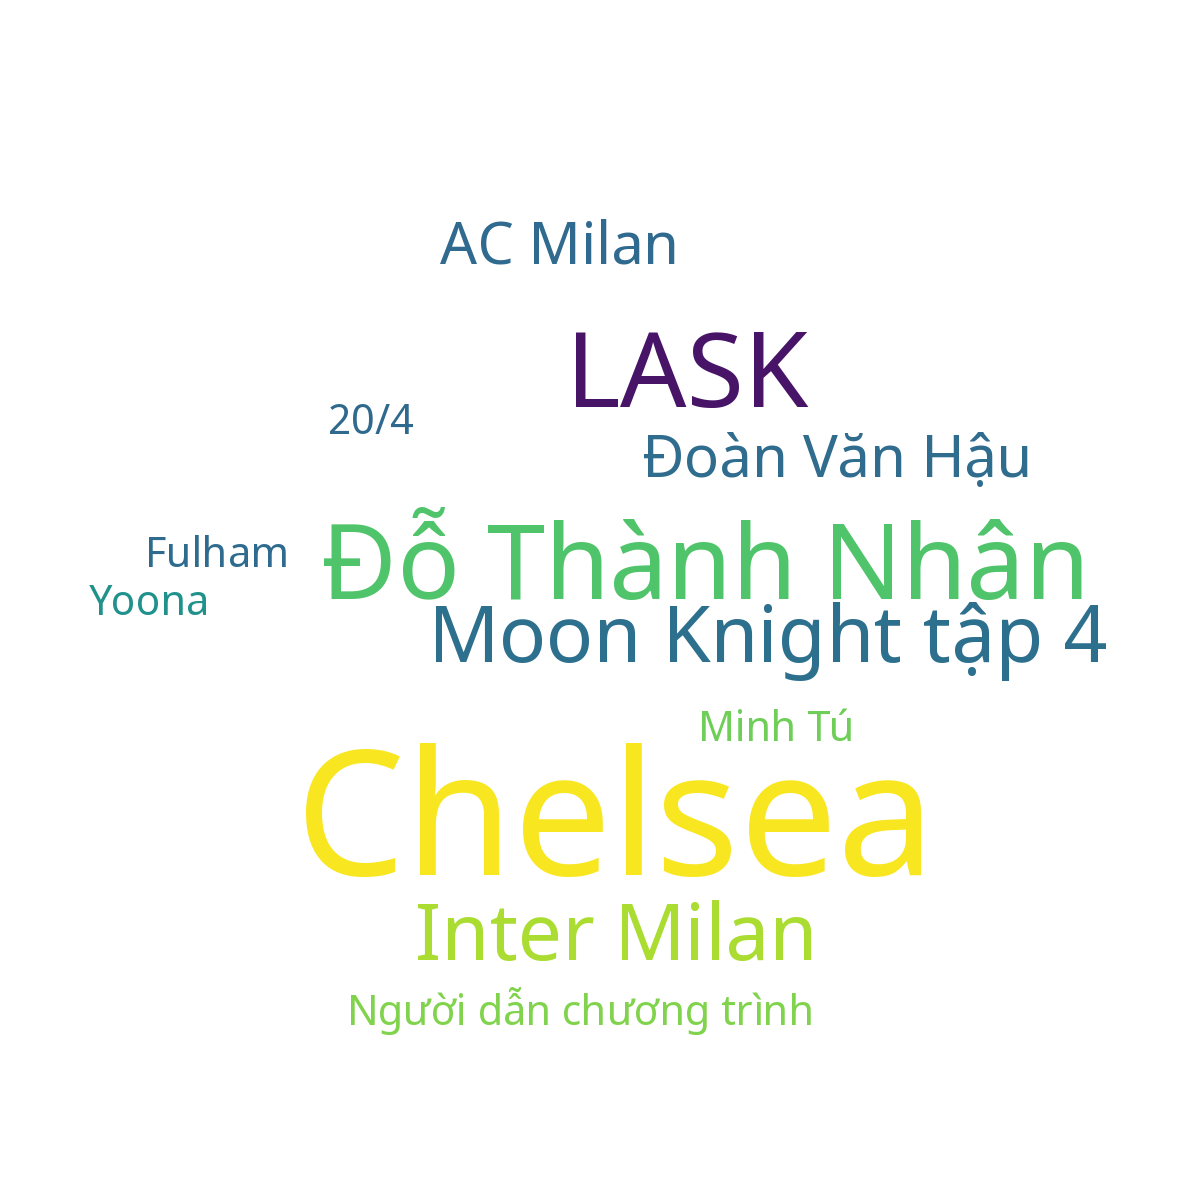 AC Milan
LASK
20/4
Đoàn Văn Hậu
Đỗ Thành Nhân
Fulham
Yoona
Moon Knight tập 4
Minh Tú
Chelsea
Inter Milan
Người dẫn chương trình